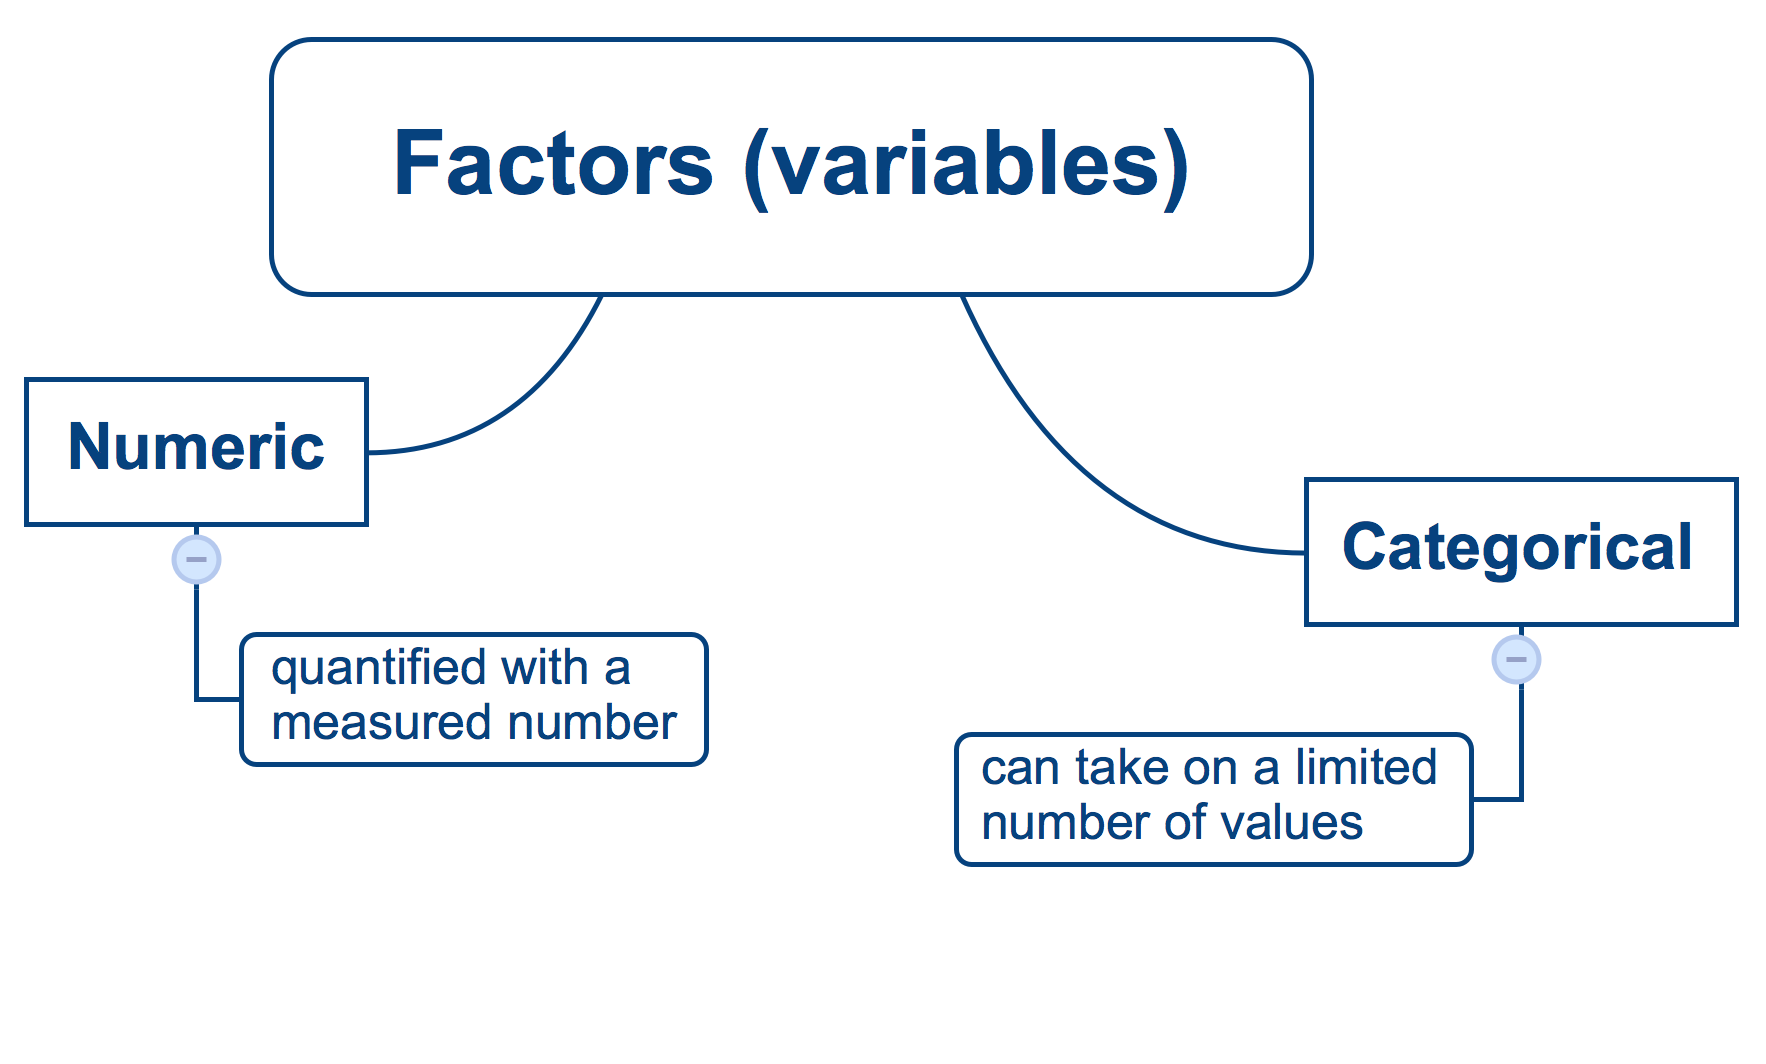 Factors (variables)
Numeric
quantified with a
measured number
Categorical
can take on a limited
number of values